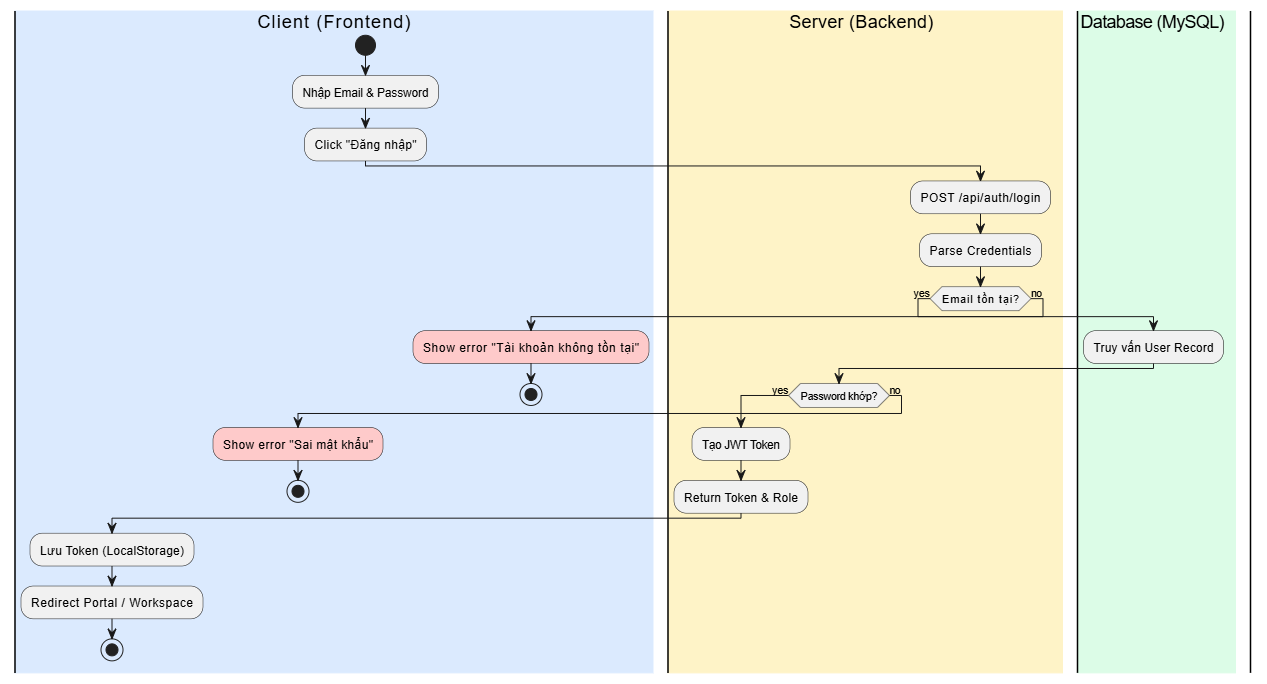 Client (Frontend)
Server (Backend)
Database (MySQL)
Nhập Email & Password
Click "Đăng nhập"
POST /api/auth/login
Parse Credentials
yes
Email tồn tại?
no
Show error "Tài khoản không tồn tại"
Truy vấn User Record
yes
Password khớp?
no
Show error "Sai mật khẩu"
Tạo JWT Token
Return Token & Role
Lưu Token (LocalStorage)
Redirect Portal / Workspace